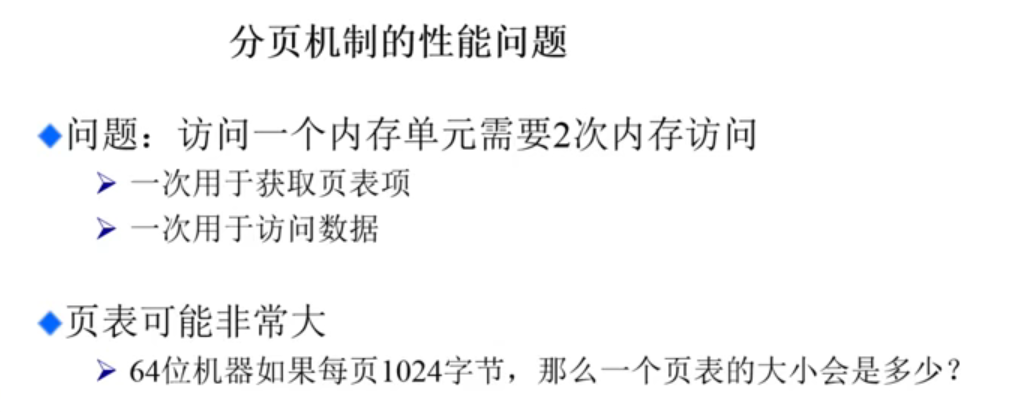 分页机制的性能问题
问题：访问一个内存单元需要2次内存访问
一次用于获取页表项
一次用于访问数据
页表可能非常大
64位机器如果每页1024字节，那么一个页表的大小会是多少？